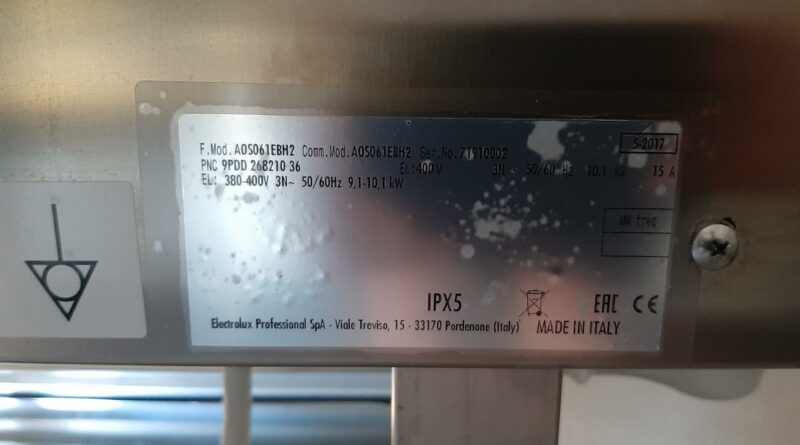 F.Mod. AOS061EBH2 Comm.Mod. AOS061EBH2 Ser.No. 71910002 5-2017
PNC 9PDD 268210 36 EL: 400 V 3N ~ 50/60 Hz 10,1 kW 15 A
EL: 380-400V 3N~ 50/60Hz 9,1-10,1 kW
IPX5 EAC CE
Electrolux Professional SpA - Viale Treviso, 15 - 33170 Pordenone (Italy) MADE IN ITALY